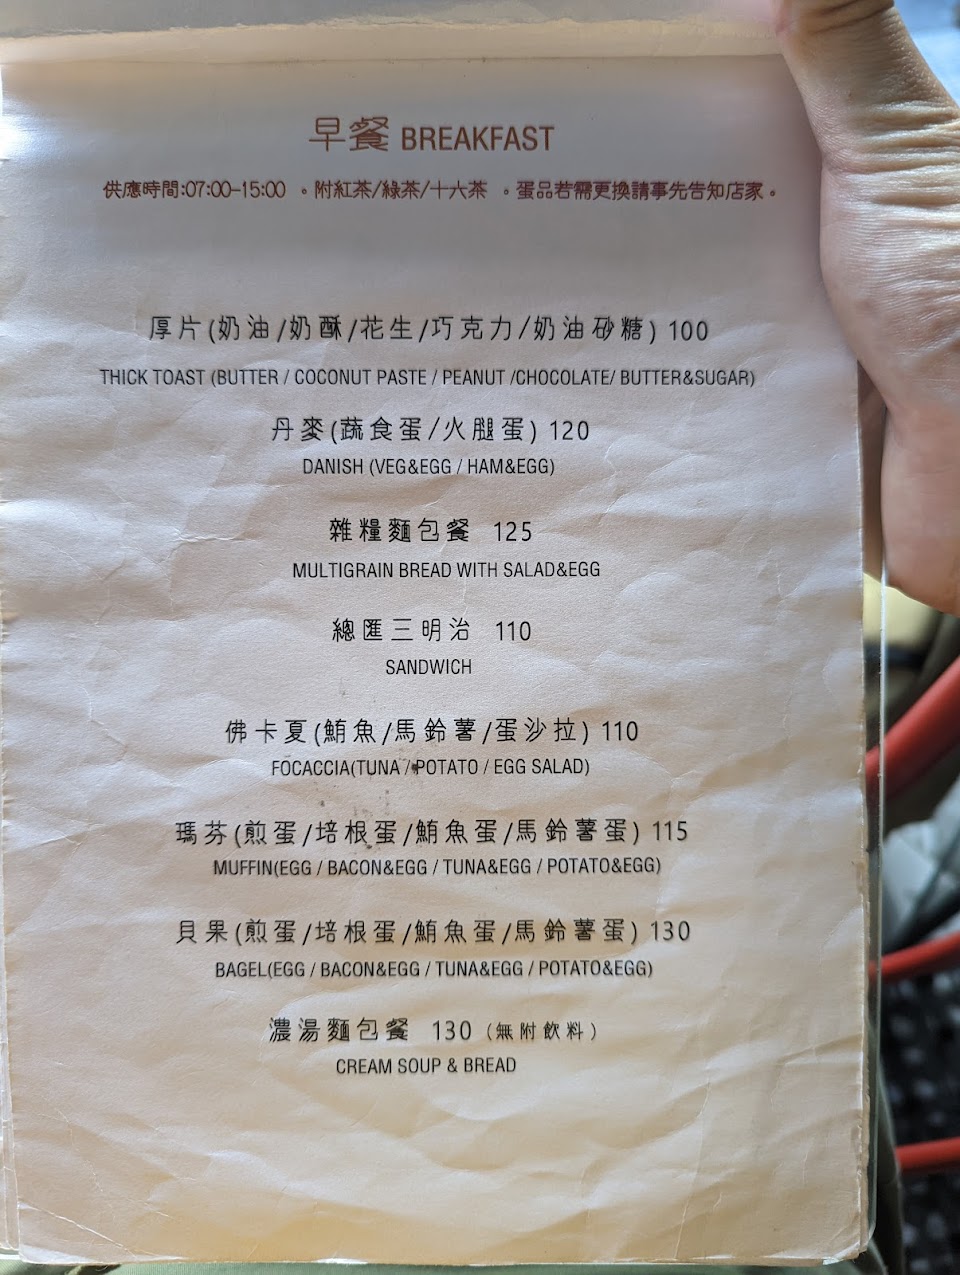 早餐 BREAKFAST
供應時間:07:00-15:00 。附紅茶/綠茶/十六茶 。蛋品若需更換請事先告知店家。
厚片(奶油/奶酥/花生/巧克力/奶油砂糖) 100
THICK TOAST (BUTTER / COCONUT PASTE / PEANUT /CHOCOLATE/ BUTTER&SUGAR)
丹麥(蔬食蛋/火腿蛋) 120
DANISH (VEG&EGG / HAM&EGG)
雜糧麵包餐 125
MULTIGRAIN BREAD WITH SALAD&EGG
總匯三明治 110
SANDWICH
佛卡夏(鮪魚/馬鈴薯/蛋沙拉) 110
FOCACCIA(TUNA / POTATO / EGG SALAD)
瑪芬(煎蛋/培根蛋/鮪魚蛋/馬鈴薯蛋) 115
MUFFIN(EGG / BACON&EGG / TUNA&EGG / POTATO&EGG)
貝果(煎蛋/培根蛋/鮪魚蛋/馬鈴薯蛋) 130
BAGEL(EGG / BACON&EGG / TUNA&EGG / POTATO&EGG)
濃湯麵包餐 130 (無附飲料)
CREAM SOUP & BREAD